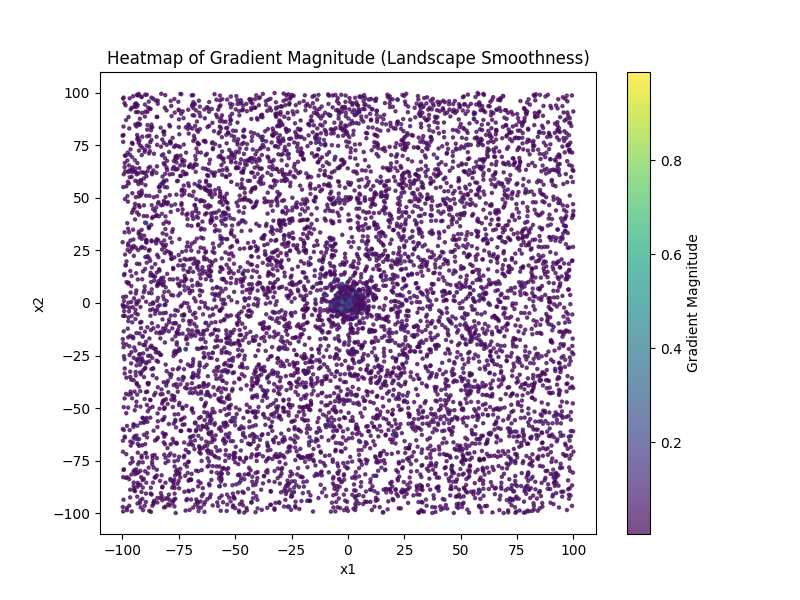 Heatmap of Gradient Magnitude (Landscape Smoothness)
100
75
50
25
0
−25
−50
−75
−100
x2
−100 −75 −50 −25 0 25 50 75 100
x1
0.8
0.6
0.4
0.2
Gradient Magnitude